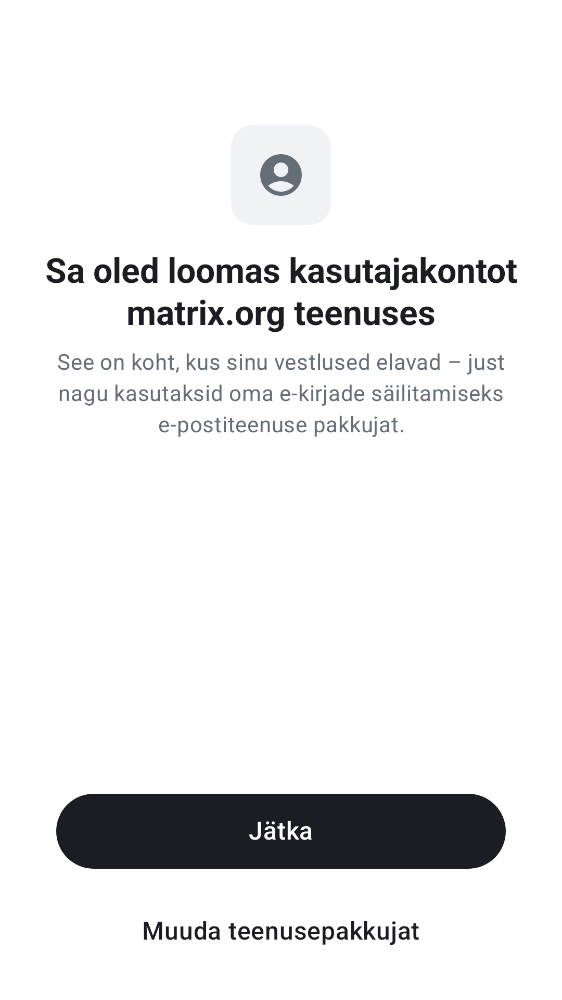 Sa oled loomas kasutajakontot
matrix.org teenuses
See on koht, kus sinu vestlused elavad – just
nagu kasutaksid oma e-kirjade säilitamiseks
e-postiteenuse pakkujat.
Jätka
Muuda teenusepakkujat